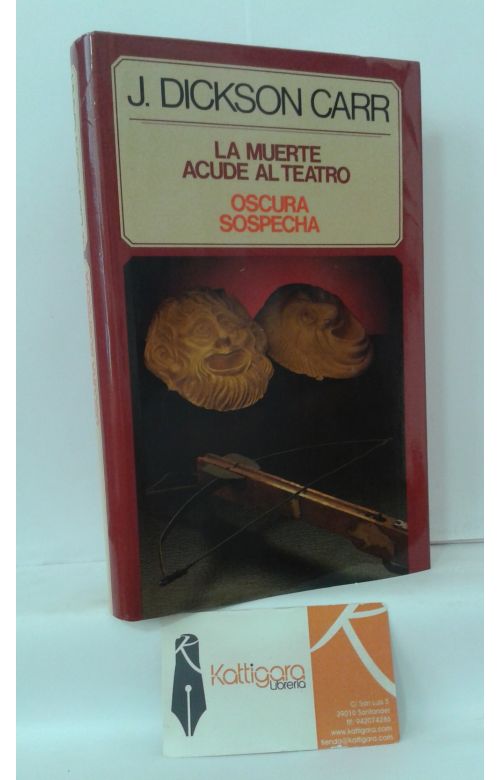 J. DICKSON CARR
LA MUERTE
ACUDE AL TEATRO
OSCURA
SOSPECHA
Kattigara
Librería
C/ San Luis 5
39010 Santander
tlf: 942074286
www.kattigara.com
tienda@kattigara.com